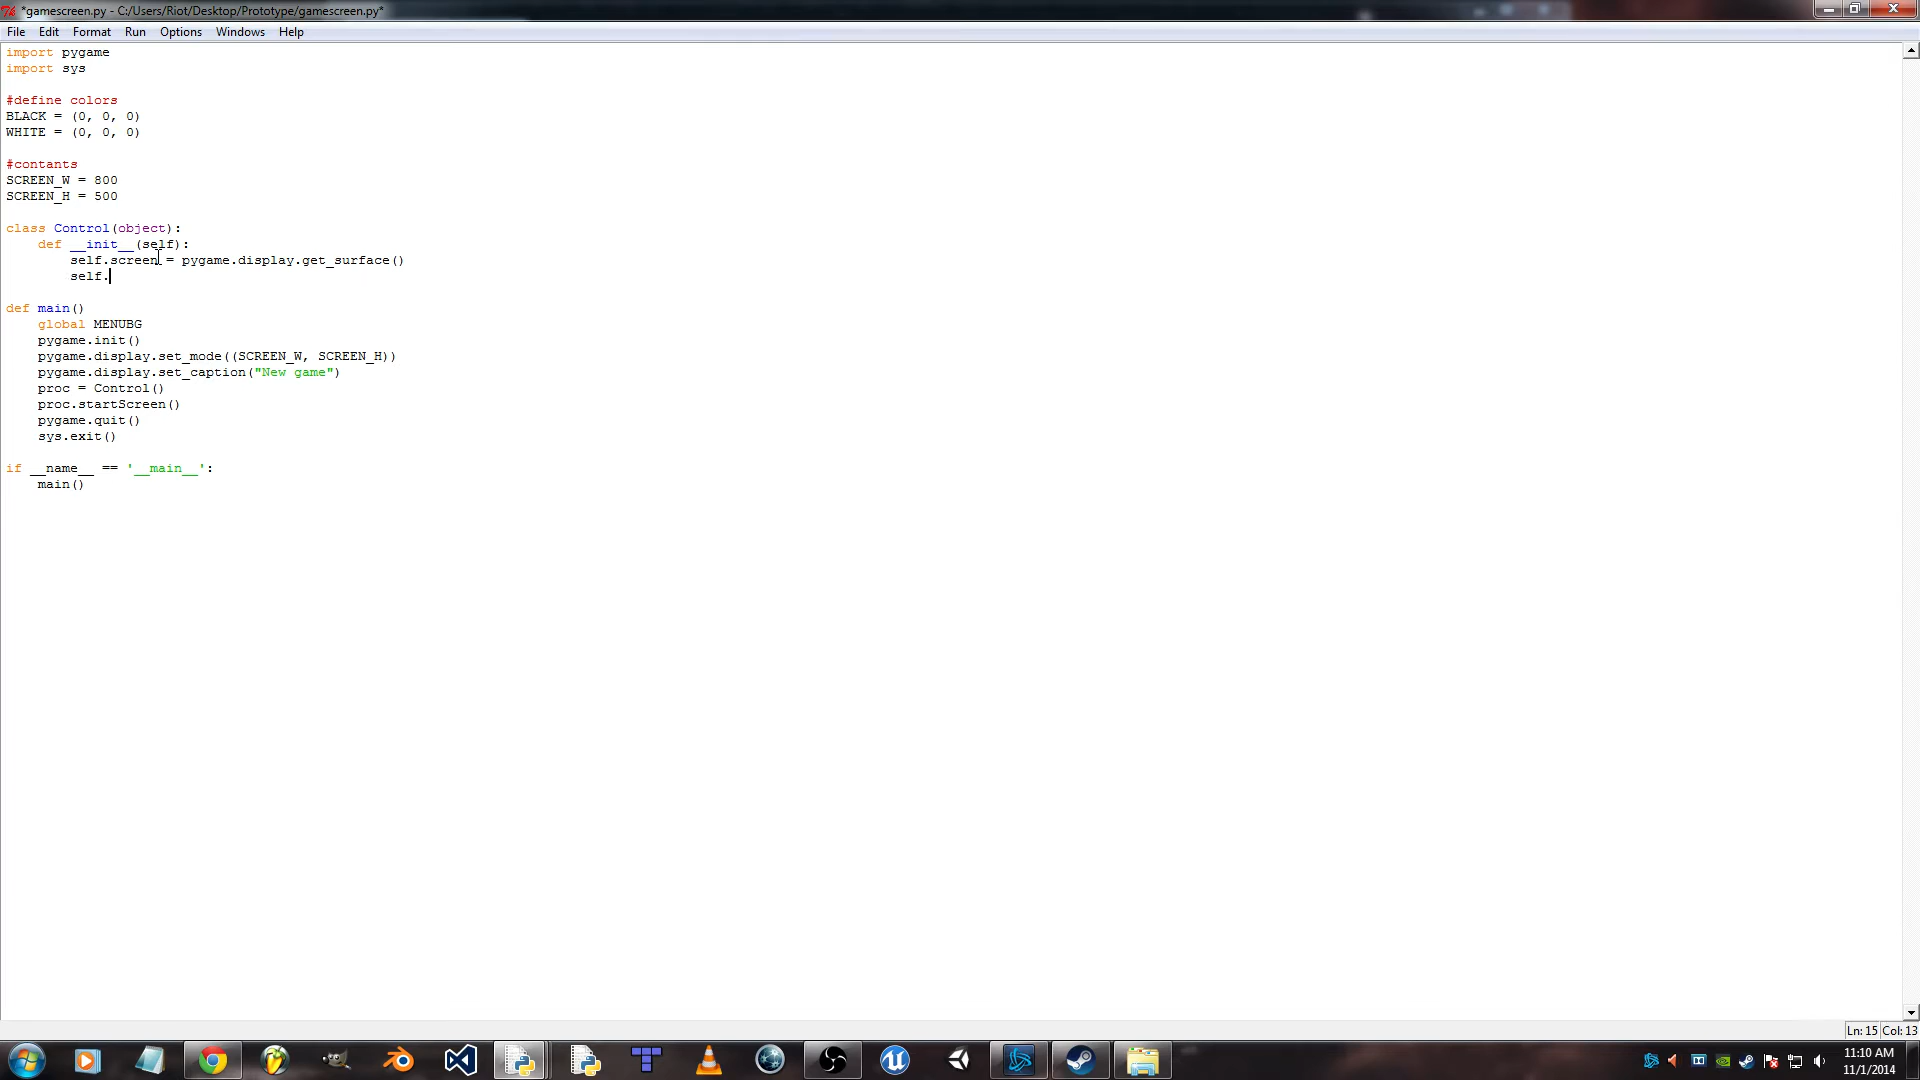 *gamescreen.py - C:/Users/Riot/Desktop/Prototype/gamescreen.py*
File Edit Format Run Options Windows Help
import pygame
import sys
#define colors
BLACK = (0, 0, 0)
WHITE = (0, 0, 0)
#contants
SCREEN_W = 800
SCREEN_H = 500
class Control(object):
    def __init__(self):
        self.screen = pygame.display.get_surface()
        self.
def main()
    global MENUBG
    pygame.init()
    pygame.display.set_mode((SCREEN_W, SCREEN_H))
    pygame.display.set_caption("New game")
    proc = Control()
    proc.startScreen()
    pygame.quit()
    sys.exit()
if __name__ == '__main__':
    main()
Ln: 15 Col: 13
11:10 AM
11/1/2014